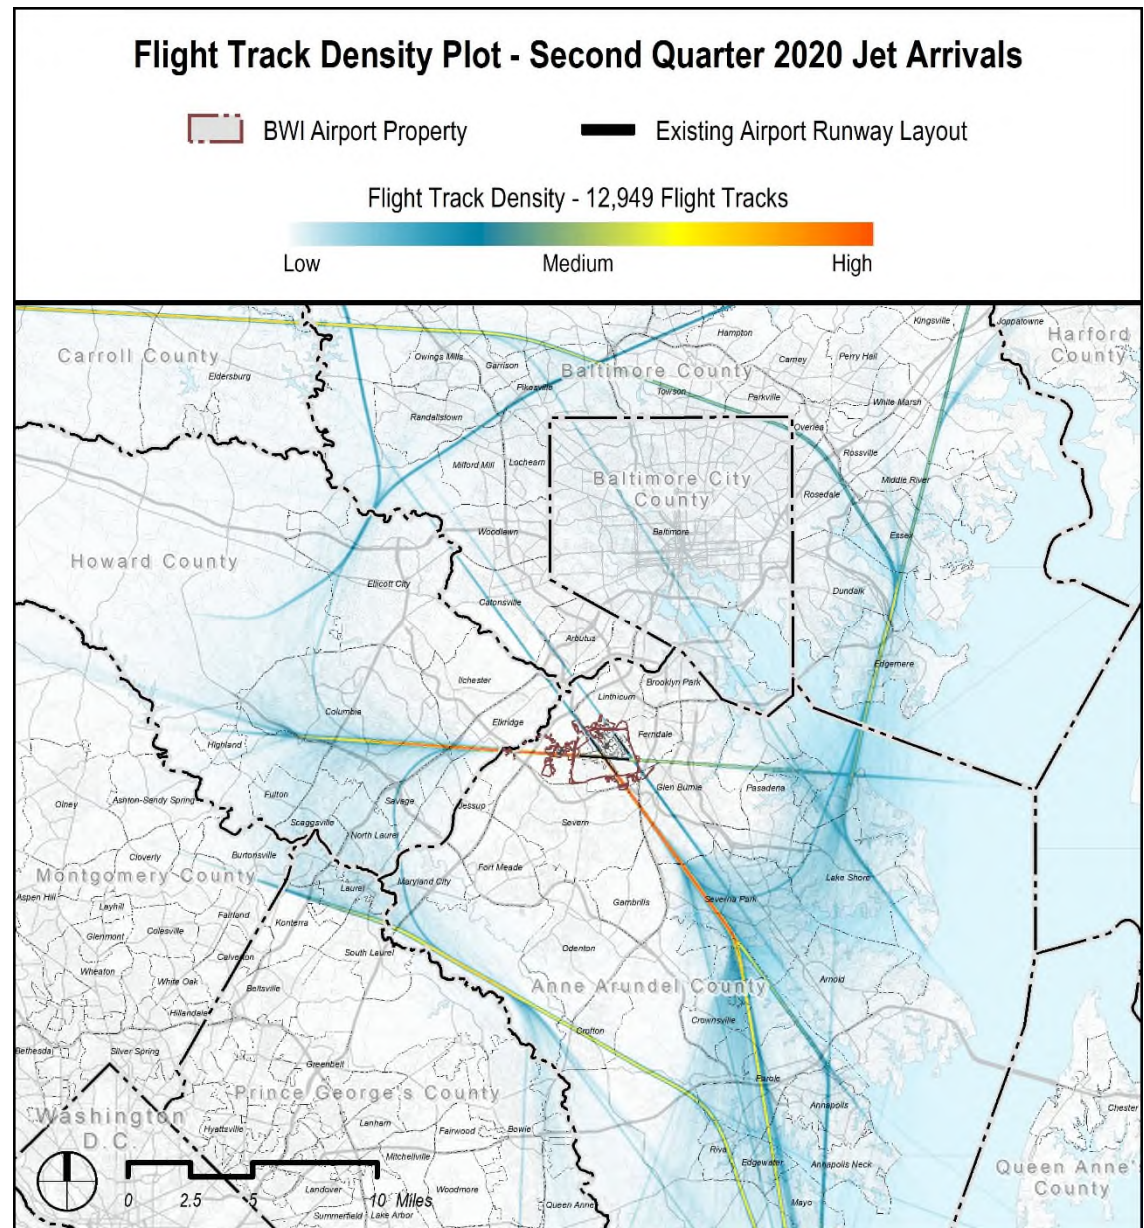 Flight Track Density Plot - Second Quarter 2020 Jet Arrivals
BWI Airport Property
Existing Airport Runway Layout
Flight Track Density - 12,949 Flight Tracks
Low
Medium
High
Kingsville
Joppatowne
Harford
County
Hampton
Carroll County
Eldersburg
Owings Mills
Garrison
Carney
Perry Hall
Baltimore County
Pikesville
Towson
Parkville
White Marsh
Randallstown
Overlea
Rossville
Milford Mill
Lochearn
Baltimore City
County
Middle River
Rosedale
Woodlawn
Baltimore
Essex
Howard County
Ellicott City
Catonsville
Dundalk
Arbutus
Edgemere
Ilchester
Brooklyn Park
Linthicum
Columbia
Elkridge
Ferndale
Highland
Glen Burnie
Pasadena
Fulton
Savage
Jessup
Olney
Ashton-Sandy Spring
Scaggsville
North Laurel
Severn
Cloverly
Burtonsville
Fort Meade
Lake Shore
Montgomery County
Laurel
Maryland City
Severna Park
Aspen Hill
Layhill
Fairland
Konterra
Gambrills
Glenmont
Colesville
Calverton
South Laurel
Odenton
Wheaton
White Oak
Beltsville
Anne Arundel County
Arnold
Hillandale
Crownsville
Crofton
Bethesda
Silver Spring
Greenbelt
Parole
Prince George's County
Annapolis
Chester
Washington
D.C.
Hyattsville
Lanham
Fairwood
Bowie
Riva
Mitchellville
Edgewater
Annapolis Neck
Queen Anne'
County
Landover
Woodmore
Queen Anne
Mayo
Summerfield
Lake Arbor
0
2.5
5
10 Miles